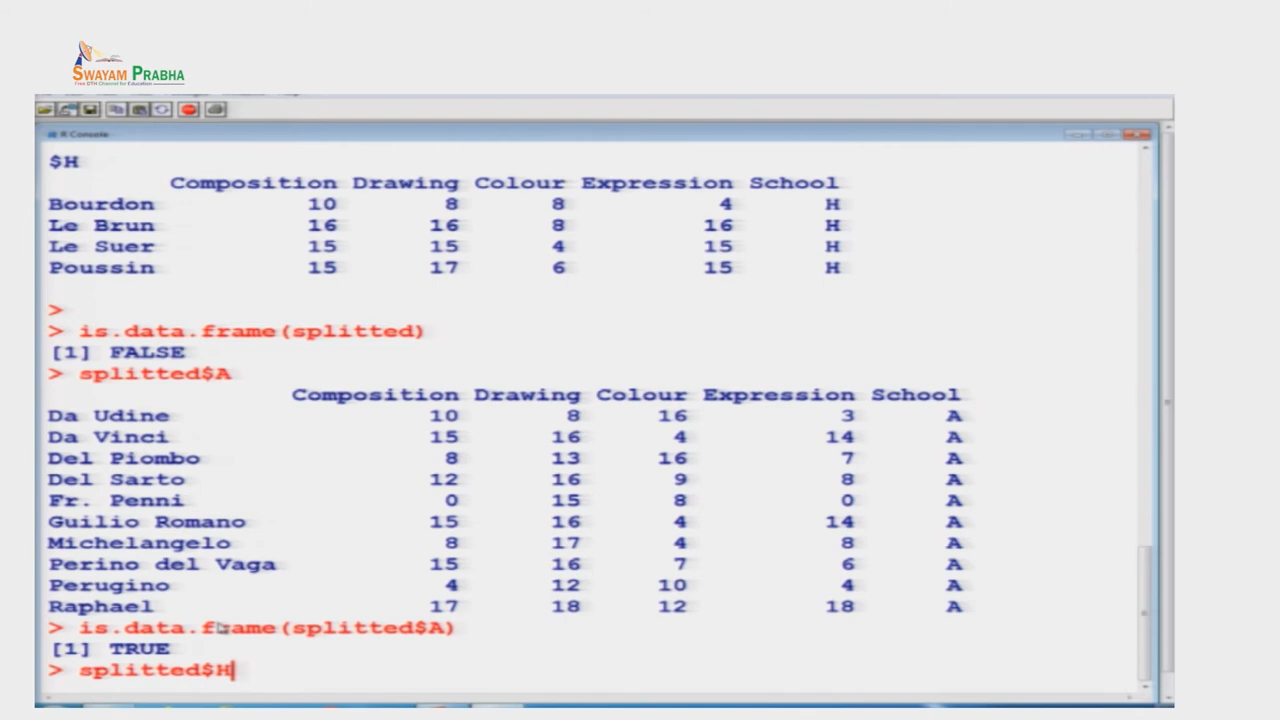 SWAYAM PRABHA
Free DTH Channel for Education
R Console
$H
Composition Drawing Colour Expression School
Bourdon 10 8 8 4 H
Le Brun 16 16 8 16 H
Le Suer 15 15 4 15 H
Poussin 15 17 6 15 H
>
> is.data.frame(splitted)
[1] FALSE
> splitted$A
Composition Drawing Colour Expression School
Da Udine 10 8 16 3 A
Da Vinci 15 16 4 14 A
Del Piombo 8 13 16 7 A
Del Sarto 12 16 9 8 A
Fr. Penni 0 15 8 0 A
Guilio Romano 15 16 4 14 A
Michelangelo 8 17 4 8 A
Perino del Vaga 15 16 7 6 A
Perugino 4 12 10 4 A
Raphael 17 18 12 18 A
> is.data.frame(splitted$A)
[1] TRUE
> splitted$H